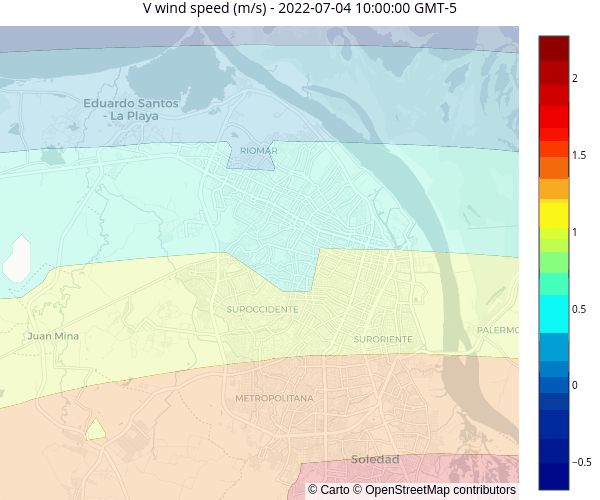 V wind speed (m/s) - 2022-07-04 10:00:00 GMT-5
Eduardo Santos
- La Playa
RIOMAR
SUROCCIDENTE
Juan Mina
SURORIENTE
PALERMO
METROPOLITANA
Soledad
© Carto © OpenStreetMap contributors
2
1.5
1
0.5
0
−0.5